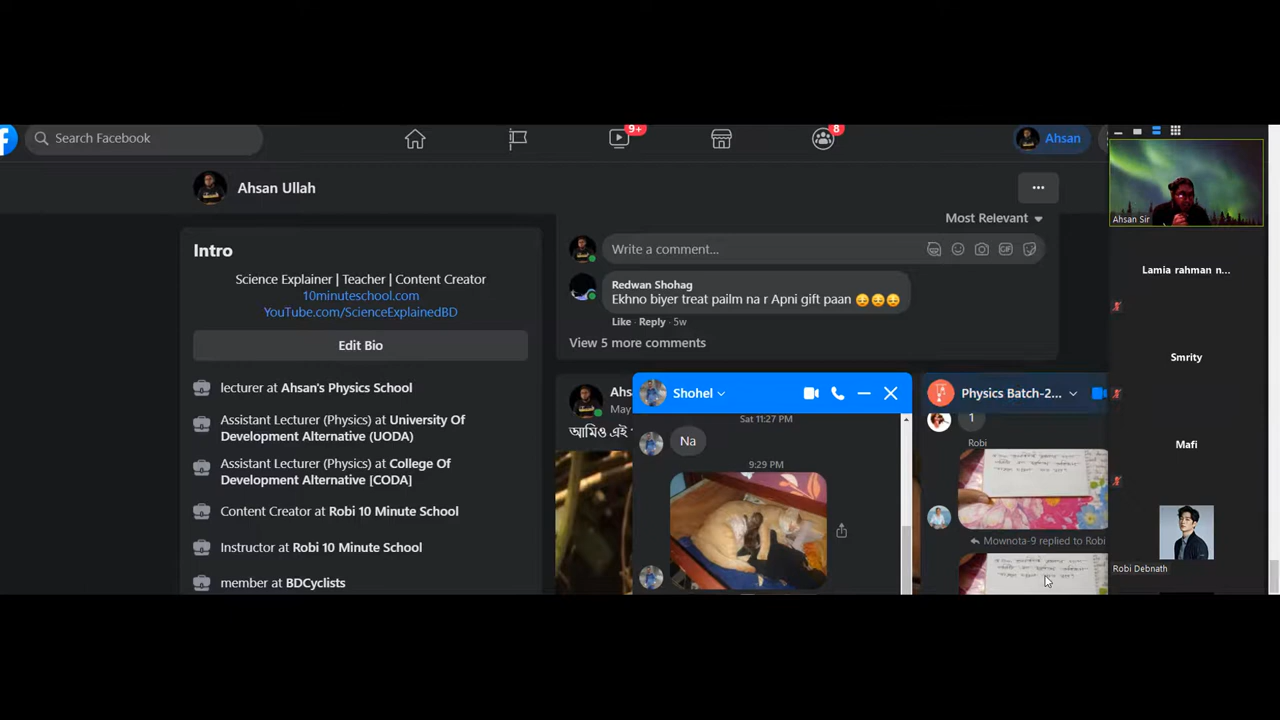 Search Facebook
9+
8
Ahsan
Ahsan Ullah
Most Relevant
Intro
Science Explainer | Teacher | Content Creator
10minuteschool.com
YouTube.com/ScienceExplainedBD
Edit Bio
lecturer at Ahsan's Physics School
Assistant Lecturer (Physics) at University Of
Development Alternative (UODA)
Assistant Lecturer (Physics) at College Of
Development Alternative [CODA]
Content Creator at Robi 10 Minute School
Instructor at Robi 10 Minute School
member at BDCyclists
Write a comment...
GIF
Redwan Shohag
Ekhno biyer treat pailm na r Apni gift paan 😔😔😔
Like · Reply · 5w
View 5 more comments
Ahs
May
আমিও এই
Shohel
Sat 11:27 PM
Na
9:29 PM
Physics Batch-2...
1
Robi
Mownota-9 replied to Robi
Ahsan Sir
Lamia rahman n...
Smrity
Mafi
Robi Debnath